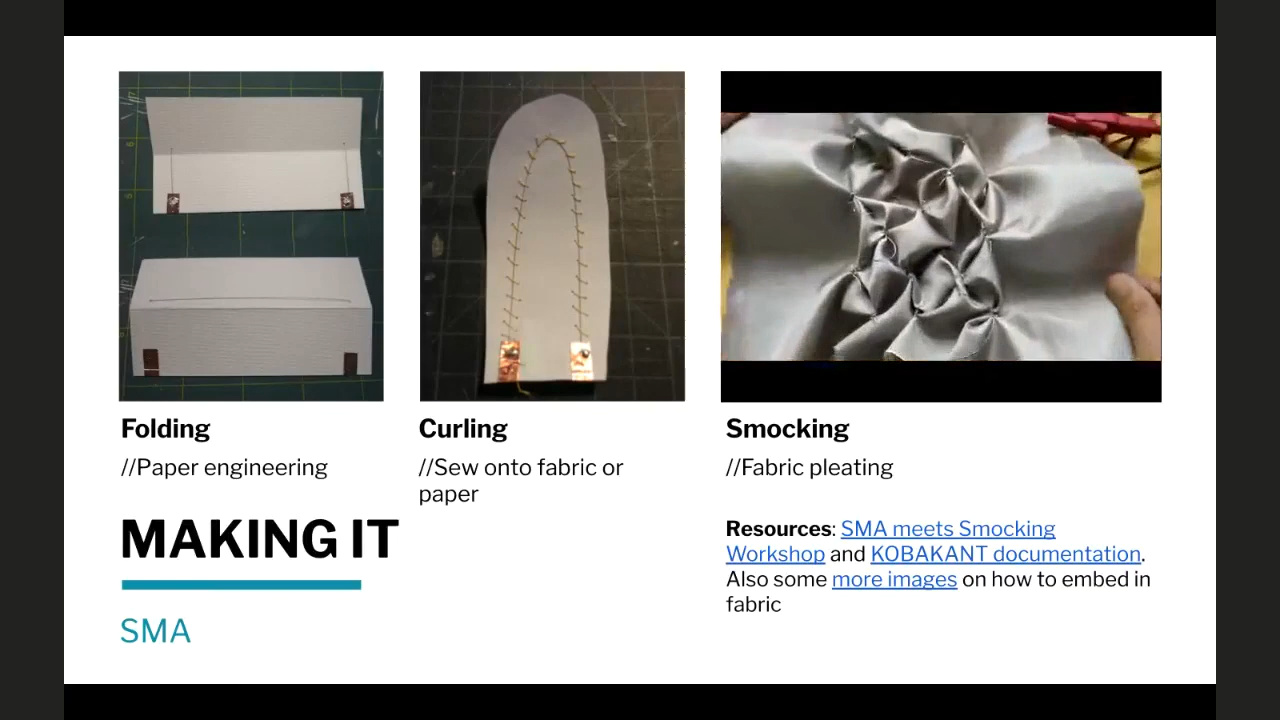 Folding
//Paper engineering
Curling
//Sew onto fabric or
paper
Smocking
//Fabric pleating
MAKING IT
SMA
Resources: SMA meets Smocking
Workshop and KOBAKANT documentation.
Also some more images on how to embed in
fabric